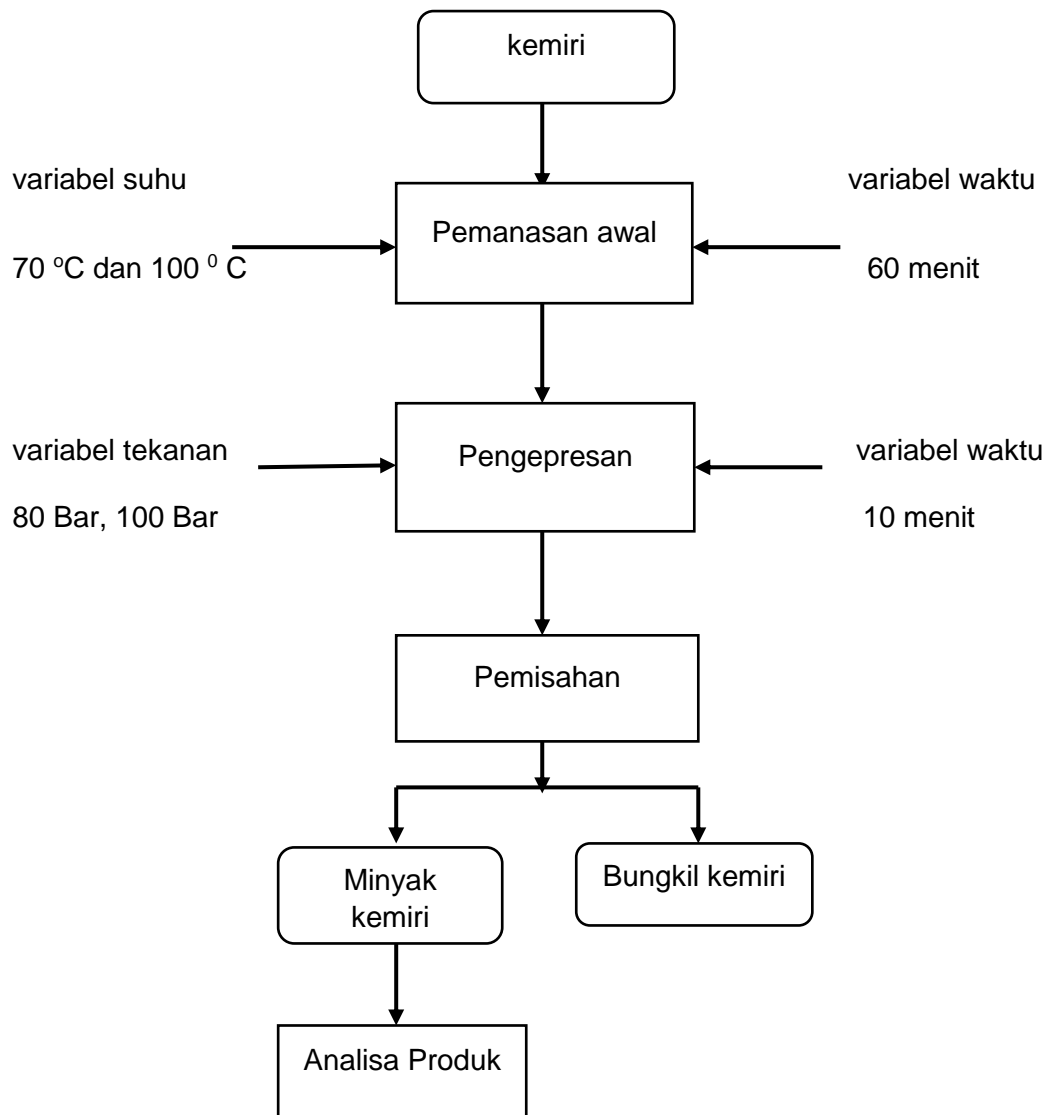 kemiri
variabel suhu
variabel waktu
Pemanasan awal
70 ºC dan 100 ⁰ C
60 menit
variabel tekanan
Pengepresan
variabel waktu
80 Bar, 100 Bar
10 menit
Pemisahan
Minyak
kemiri
Bungkil kemiri
Analisa Produk